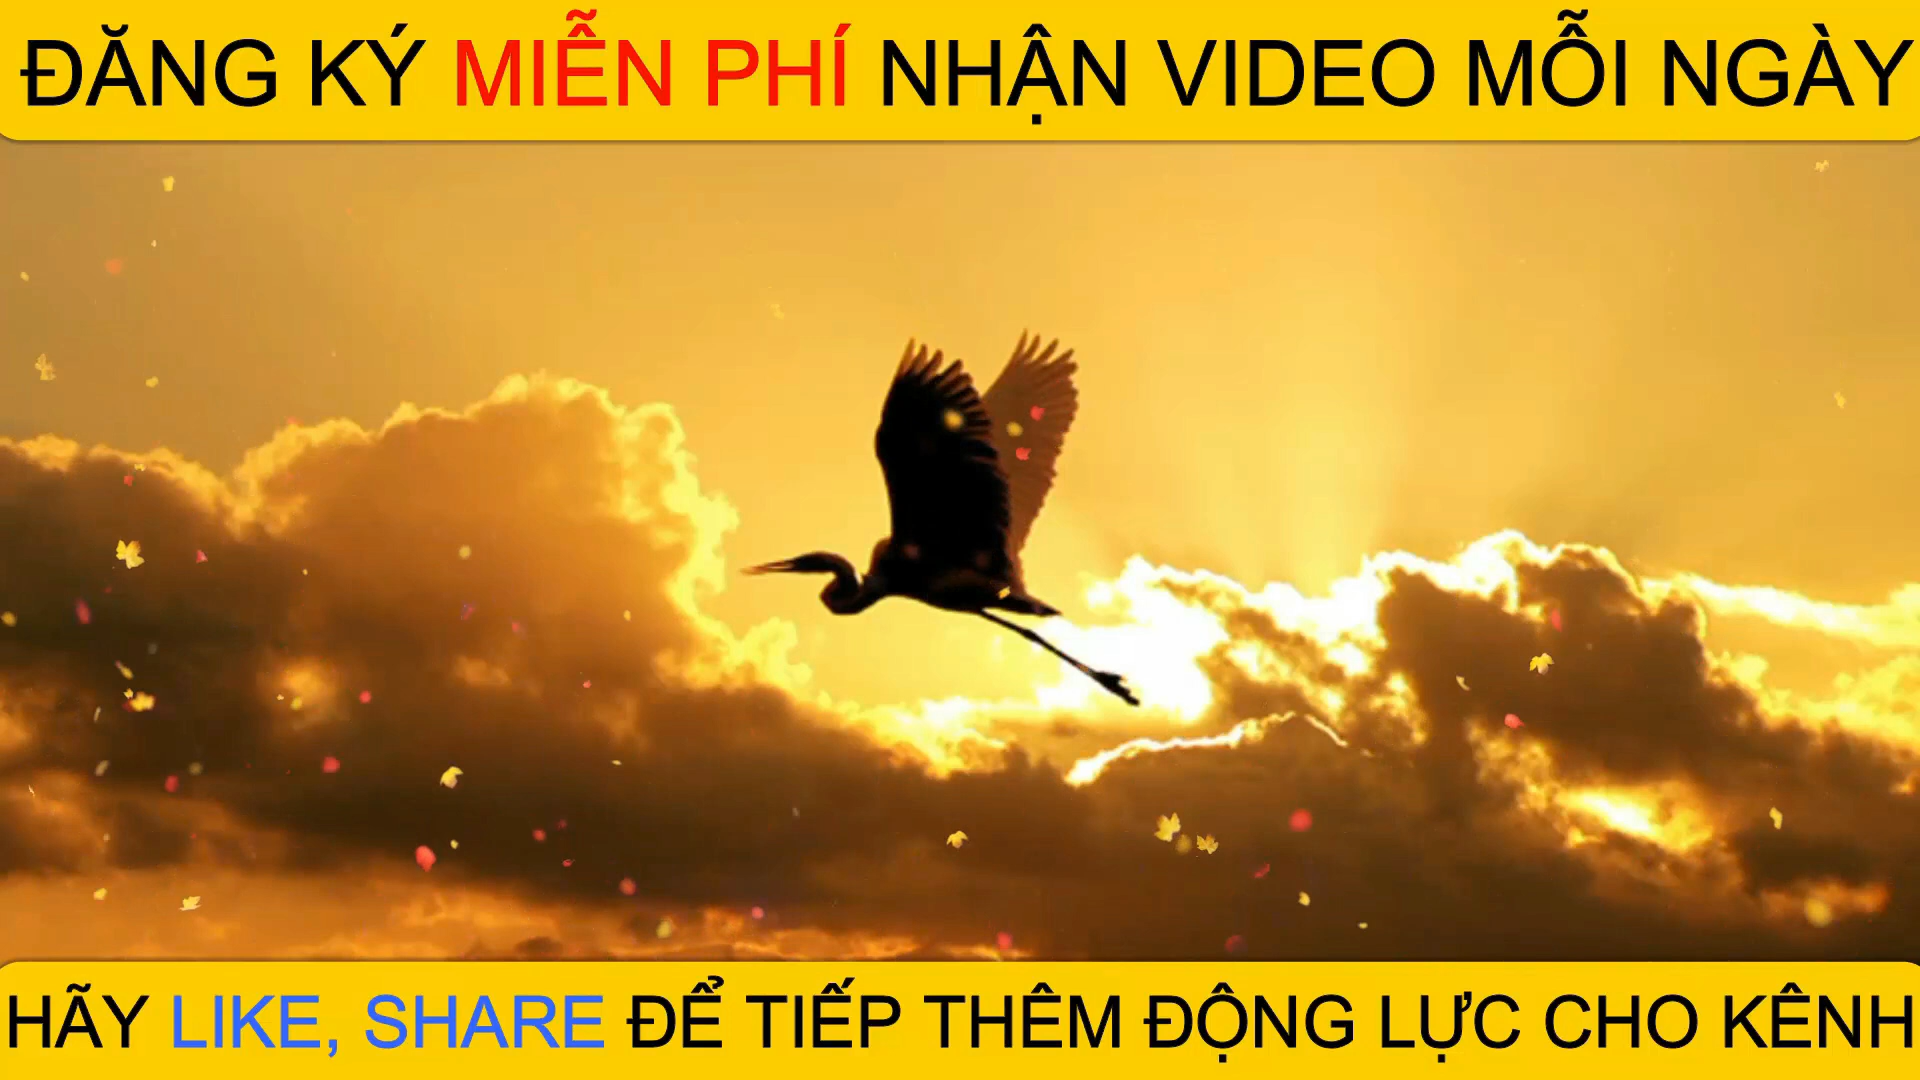 ĐĂNG KÝ MIỄN PHÍ NHẬN VIDEO MỖI NGÀY
HÃY LIKE, SHARE ĐỂ TIẾP THÊM ĐỘNG LỰC CHO KÊNH